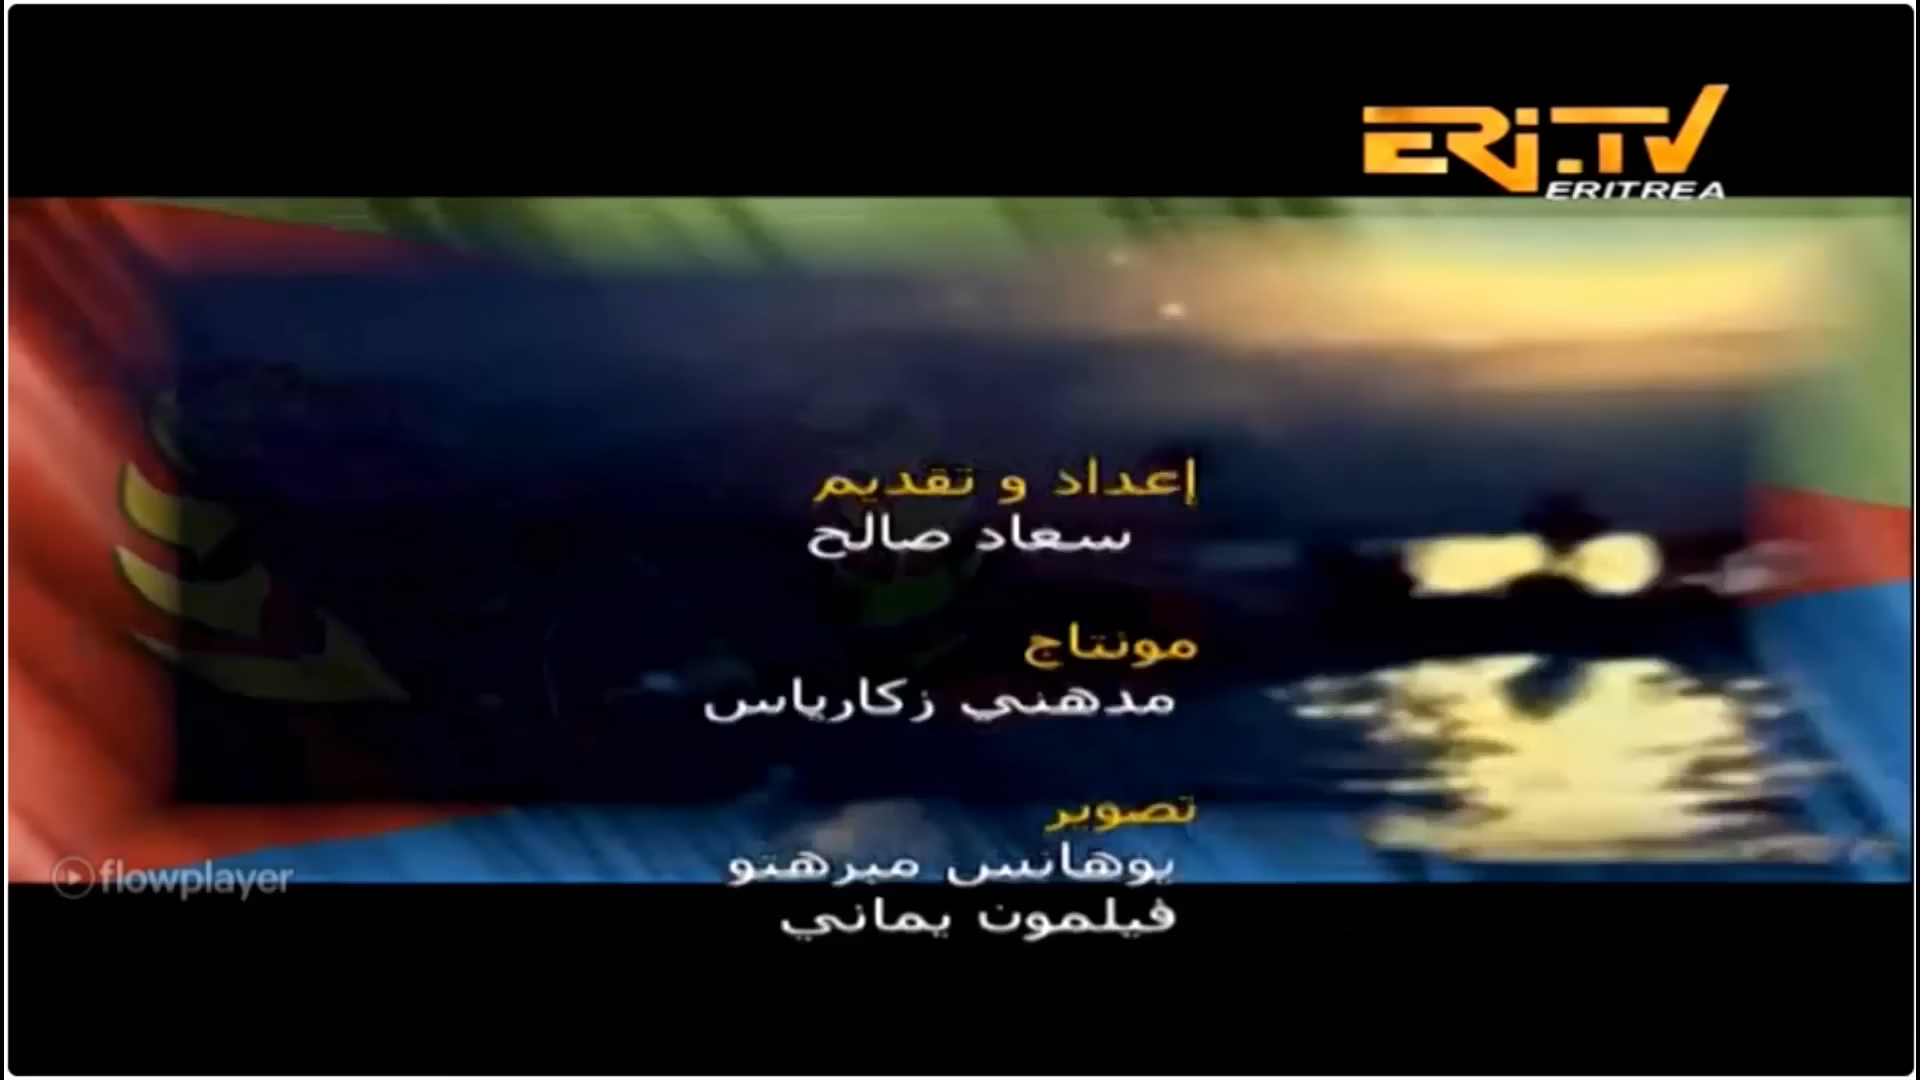 ERi.TV
ERITREA
إعداد و تقديم
سعاد صالح
مونتاج
مدهني زكارياس
تصوير
يوهانس مبرهتو
فيلمون يماني
flowplayer